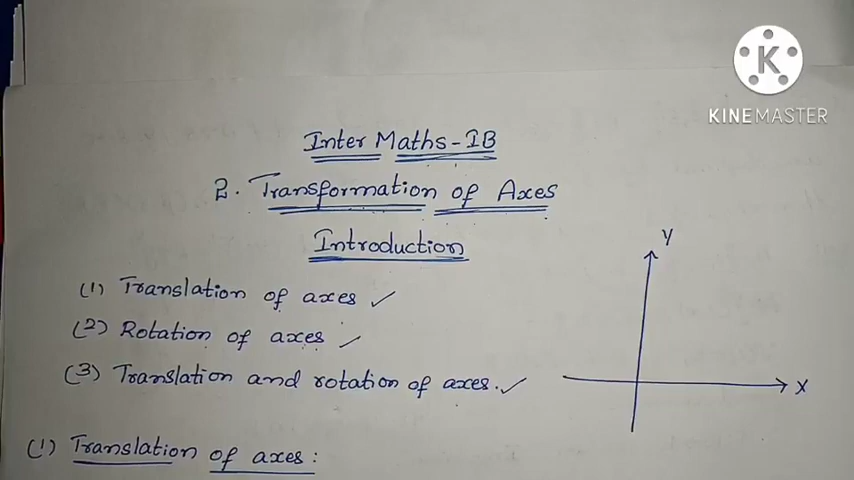 K
KINEMASTER
Inter Maths-IB
2. Transformation of Axes
Introduction
(1) Translation of axes ✓
(2) Rotation of axes ✓
(3) Translation and rotation of axes. ✓
Y
X
(1) Translation of axes: